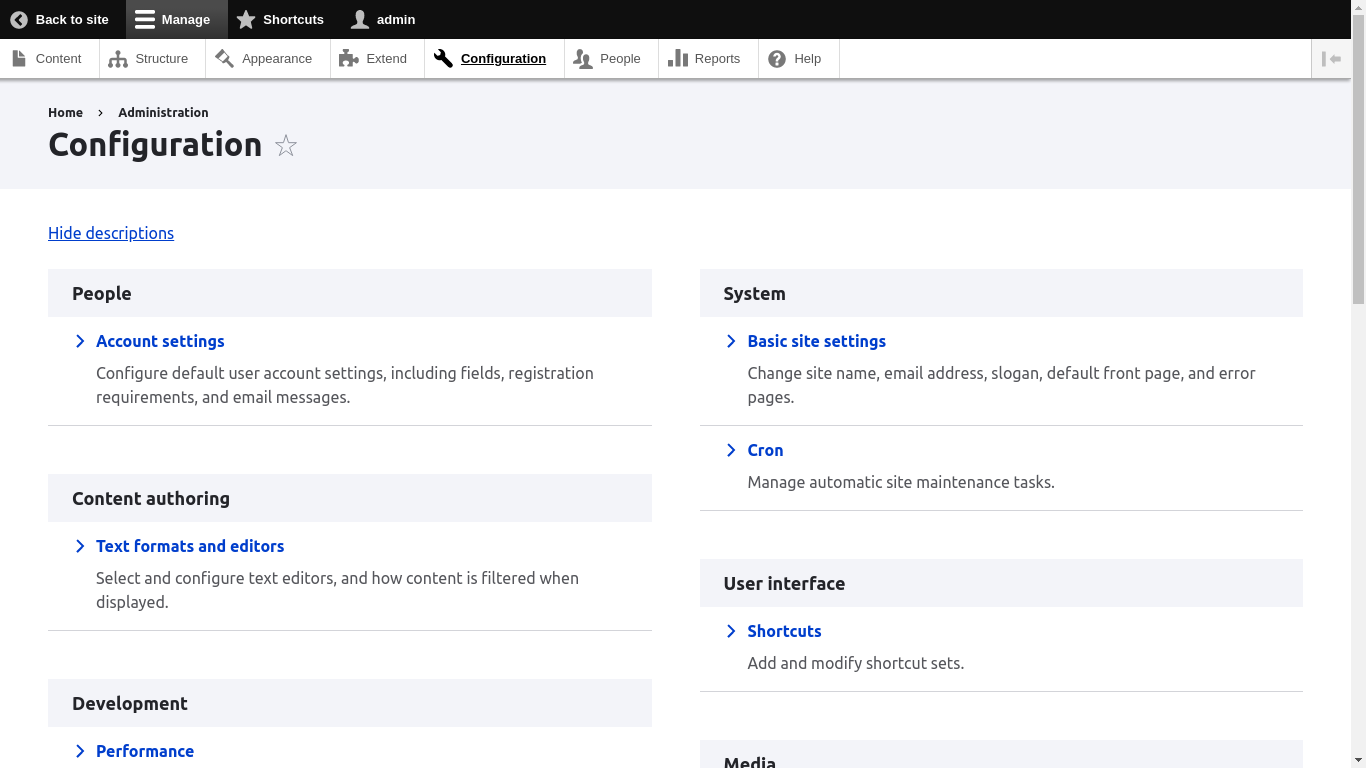 Back to site
Manage
Shortcuts
admin
Content
Structure
Appearance
Extend
Configuration
People
Reports
Help
Home
Administration
Configuration
Hide descriptions
People
Account settings
Configure default user account settings, including fields, registration
requirements, and email messages.
Content authoring
Text formats and editors
Select and configure text editors, and how content is filtered when
displayed.
Development
Performance
System
Basic site settings
Change site name, email address, slogan, default front page, and error
pages.
Cron
Manage automatic site maintenance tasks.
User interface
Shortcuts
Add and modify shortcut sets.
Media